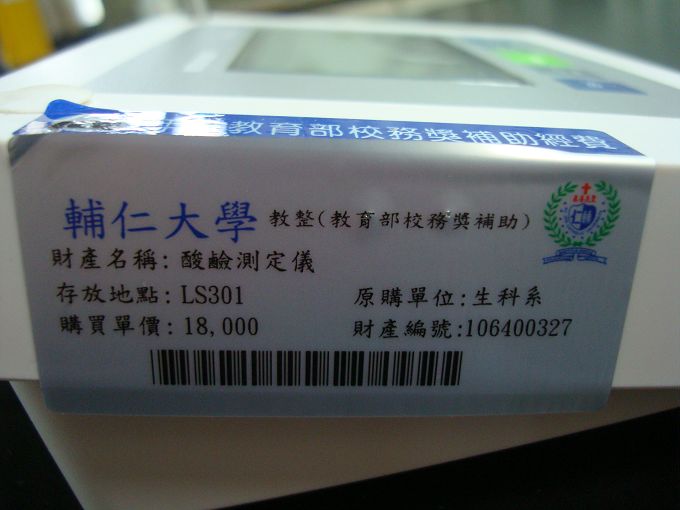 教育部校務獎補助經費
輔仁大學 教整(教育部校務獎補助)
財產名稱: 酸鹼測定儀
存放地點: LS301 原購單位: 生科系
購買單價: 18,000 財產編號:106400327